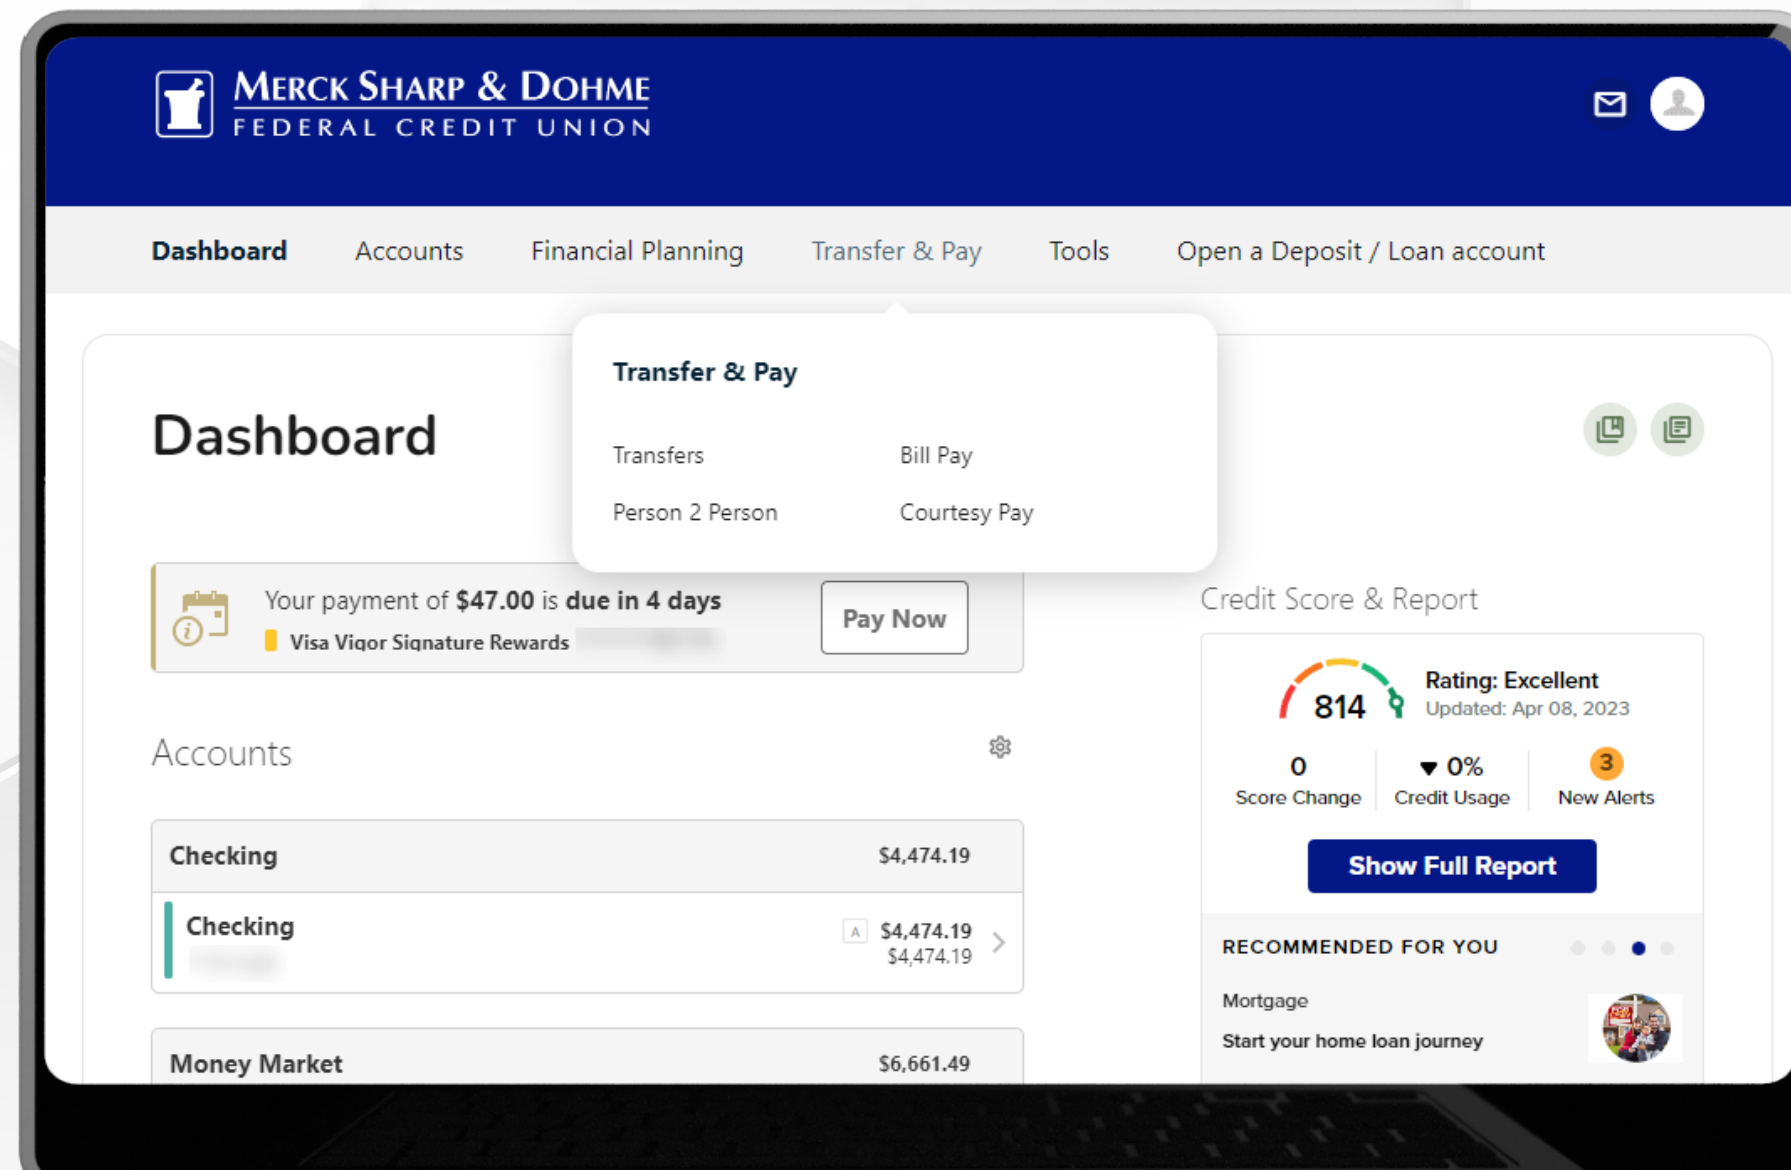 MERCK SHARP & DOHME
FEDERAL CREDIT UNION
Dashboard Accounts Financial Planning Transfer & Pay Tools Open a Deposit / Loan account
Transfer & Pay
Transfers Bill Pay
Person 2 Person Courtesy Pay
Dashboard
Your payment of $47.00 is due in 4 days
Visa Vigor Signature Rewards
Pay Now
Accounts
Checking $4,474.19
Checking A $4,474.19
$4,474.19
Money Market $6,661.49
Credit Score & Report
814
Rating: Excellent
Updated: Apr 08, 2023
0 0% 3
Score Change Credit Usage New Alerts
Show Full Report
RECOMMENDED FOR YOU
Mortgage
Start your home loan journey